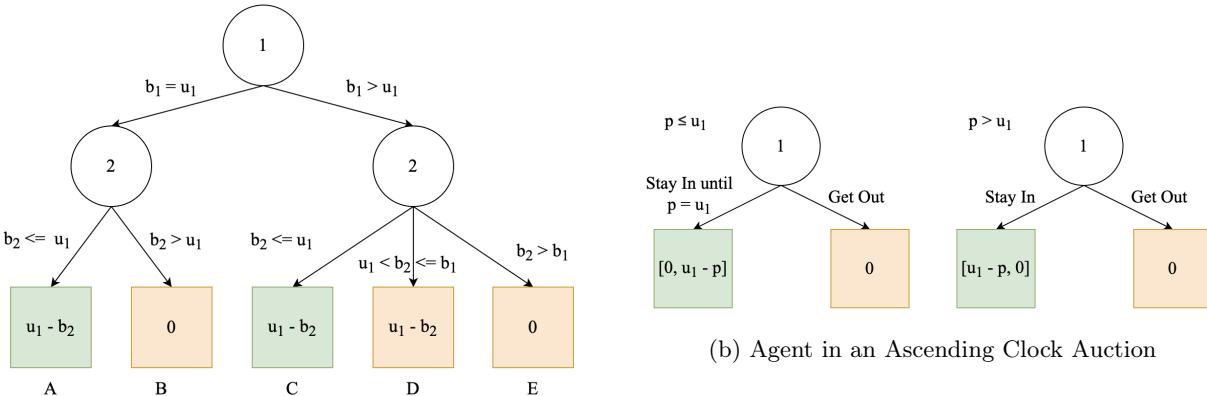 1
b1 = u1
b1 > u1
2
2
b2 <= u1
b2 > u1
b2 <= u1
u1 < b2 <= b1
b2 > b1
u1 - b2
0
u1 - b2
u1 - b2
0
A
B
C
D
E
p ≤ u1
1
Stay In until
p = u1
Get Out
[0, u1 - p]
0
p > u1
1
Stay In
Get Out
[u1 - p, 0]
0
(b) Agent in an Ascending Clock Auction